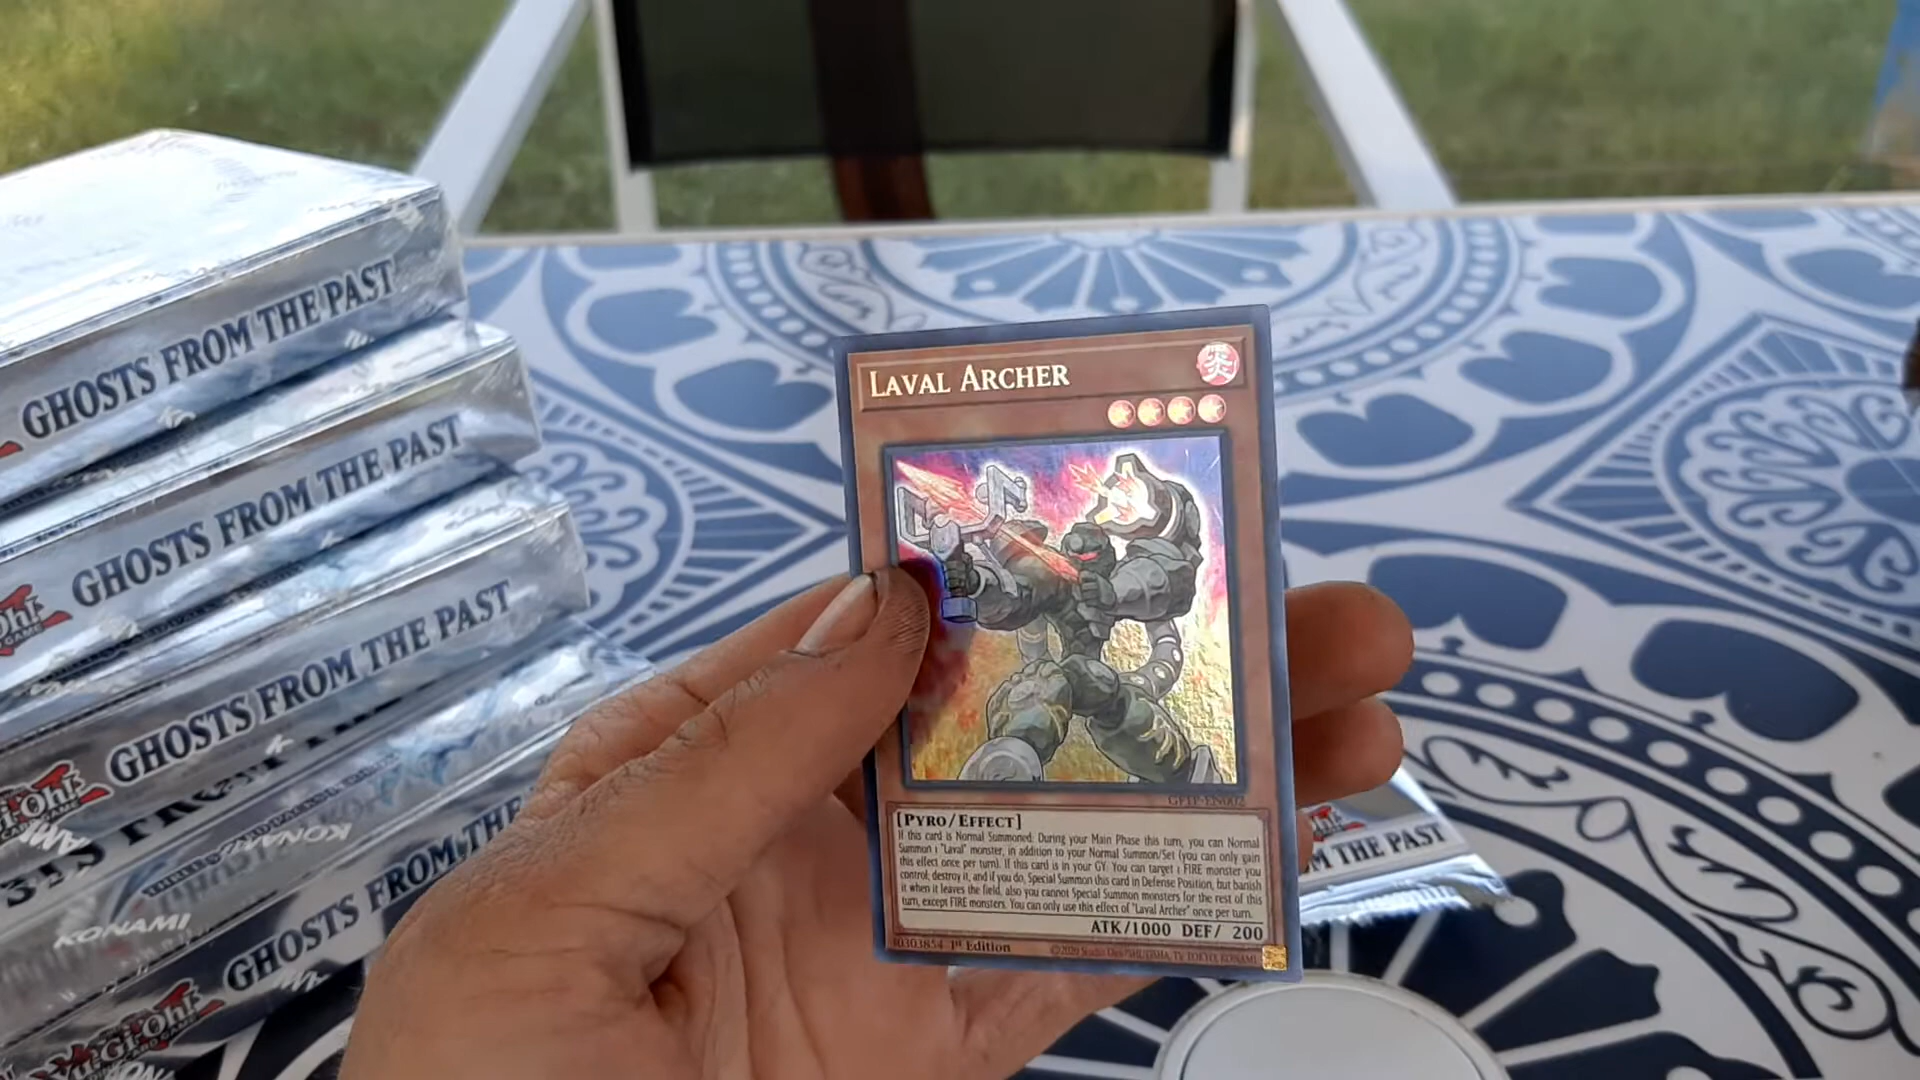 GHOSTS FROM THE PAST
GHOSTS FROM THE PAST
GHOSTS FROM THE PAST
KONAMI
KONAMI
GHOSTS FROM THE
Yu-Gi-Oh!
LAVAL ARCHER
炎
GFTP-EN002
[PYRO/EFFECT]
If this card is Normal Summoned: During your Main Phase this turn, you can Normal
Summon 1 "Laval" monster, in addition to your Normal Summon/Set (you can only gain
this effect once per turn). If this card is in your GY: You can target 1 FIRE monster you
control; destroy it, and if you do, Special Summon this card in Defense Position, but banish
it when it leaves the field, also you cannot Special Summon monsters for the rest of this
turn, except FIRE monsters. You can only use this effect of "Laval Archer" once per turn.
ATK/1000 DEF/ 200
80303854 1st Edition
M THE PAST